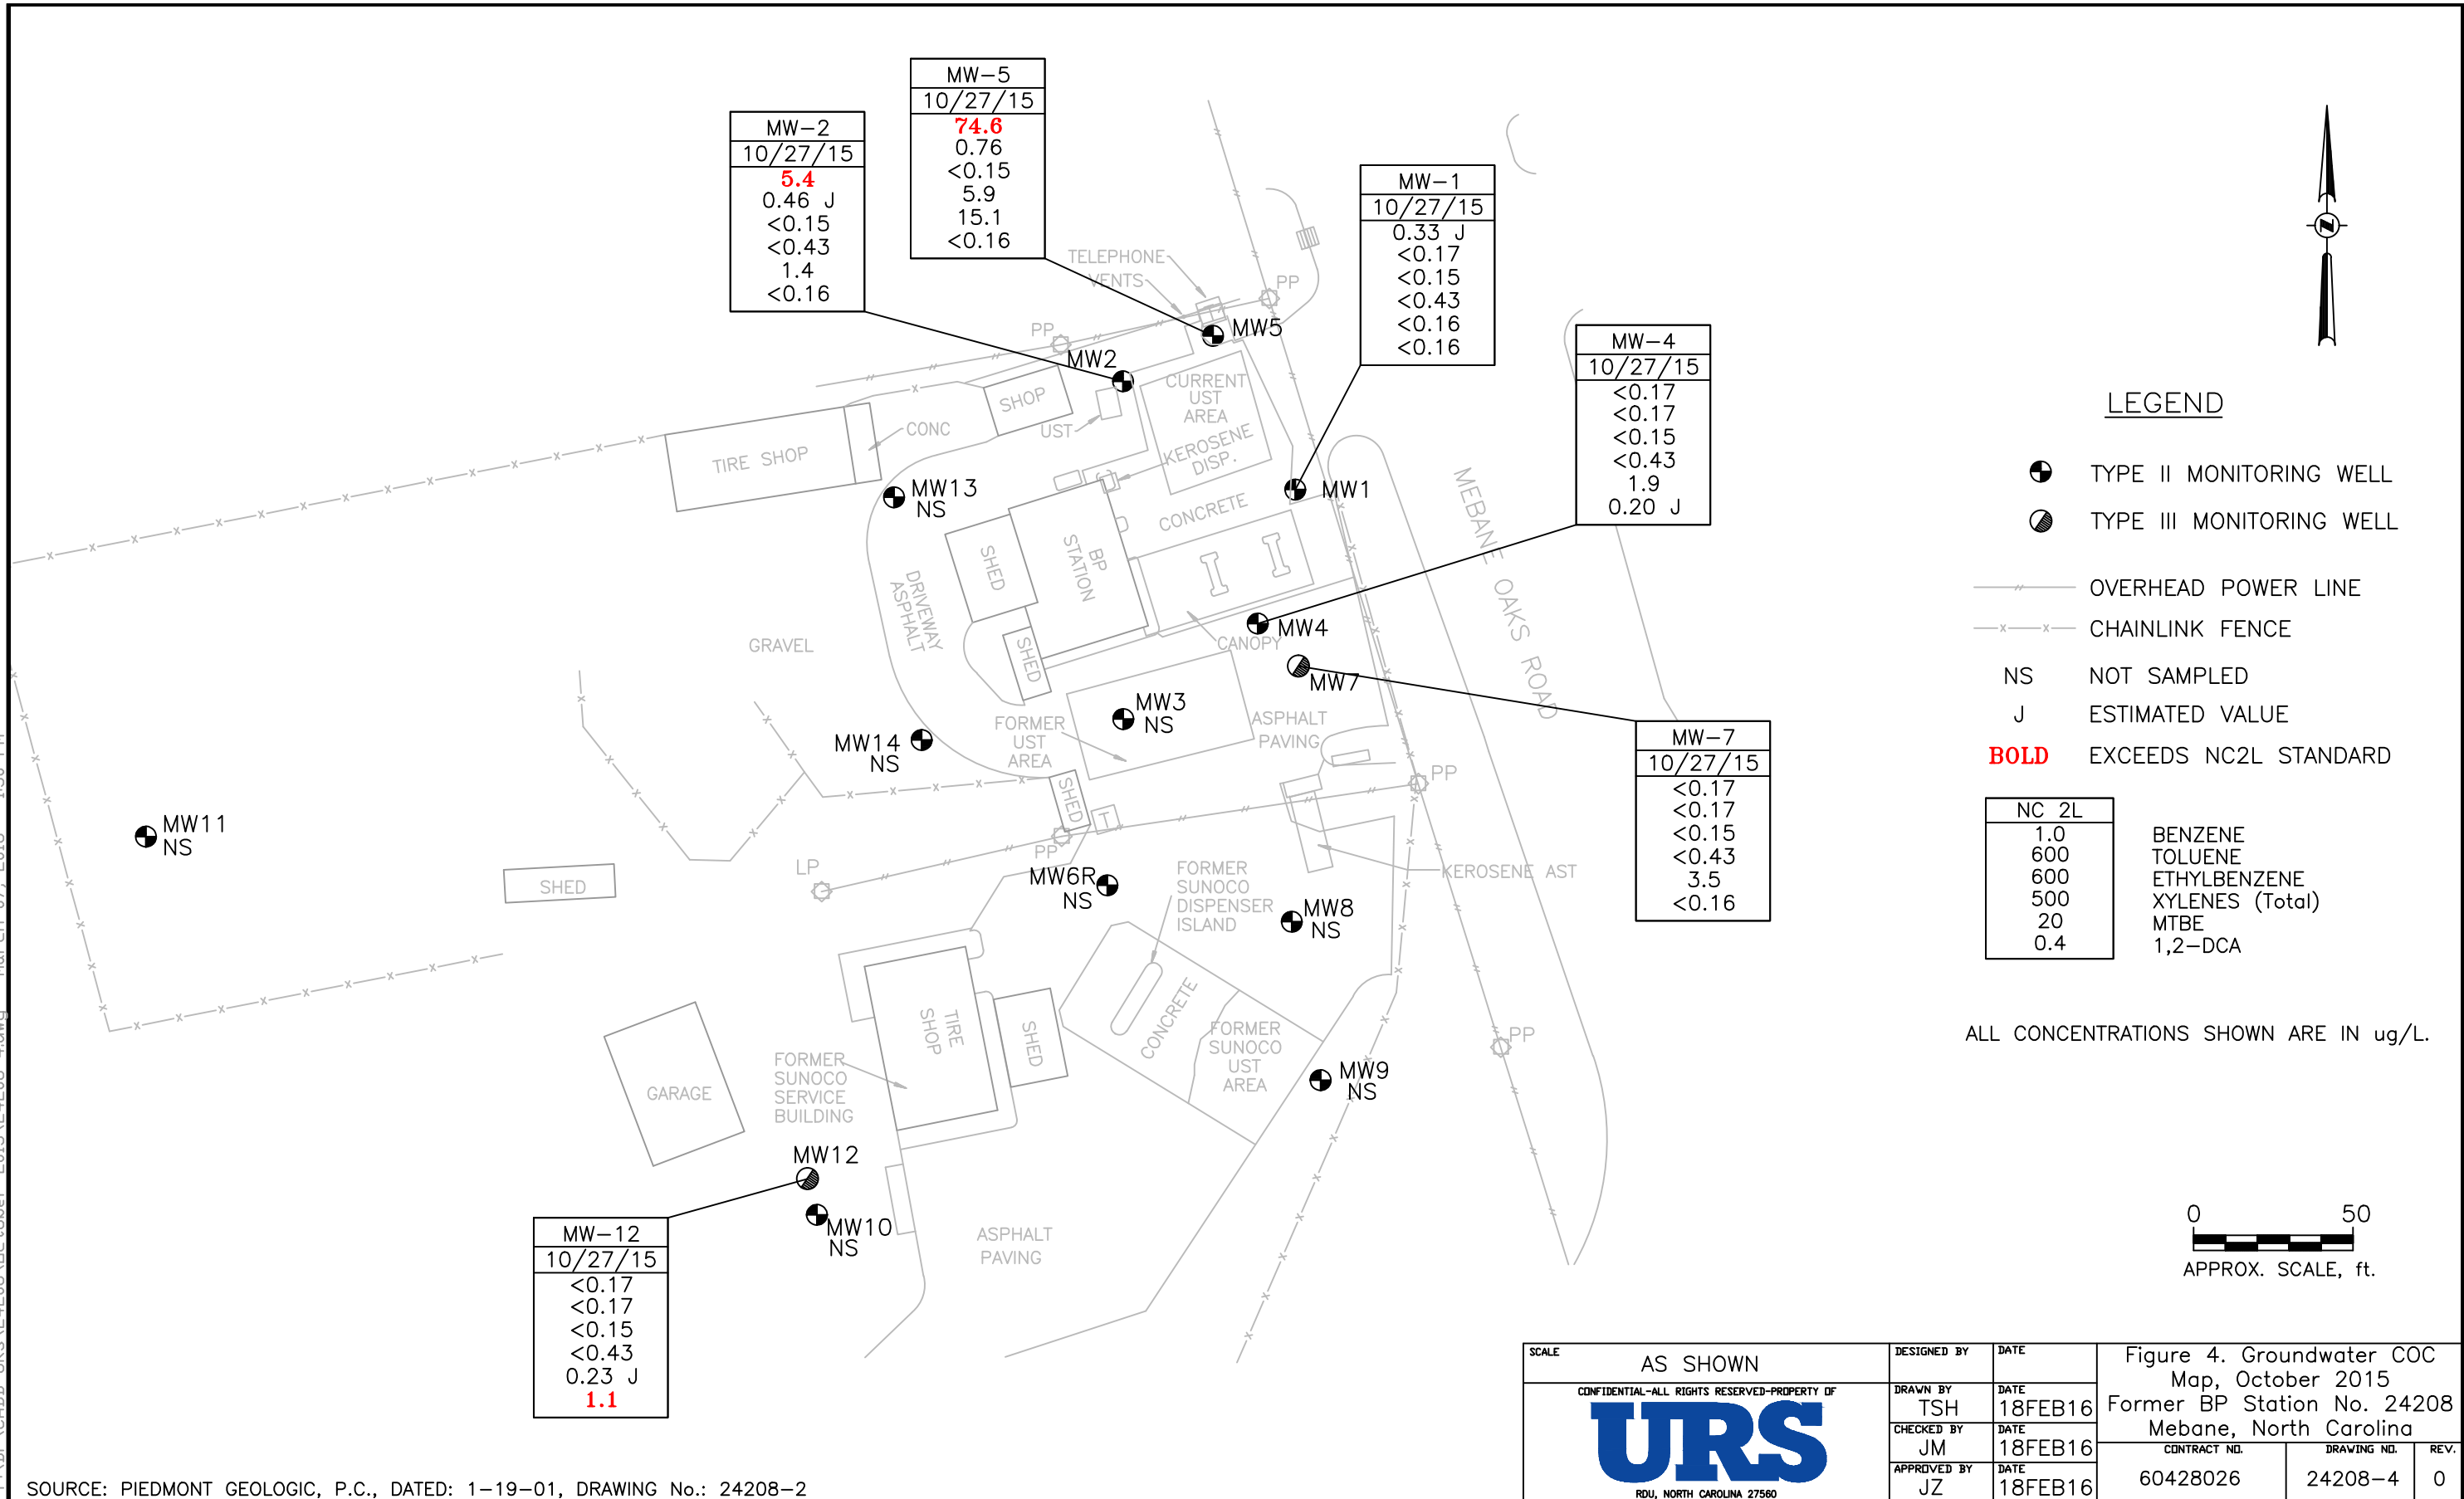 MW-5
10/27/15
74.6
0.76
<0.15
5.9
15.1
<0.16
MW-2
10/27/15
5.4
0.46 J
<0.15
<0.43
1.4
<0.16
MW-1
10/27/15
0.33 J
<0.17
<0.15
<0.43
<0.16
<0.16
MW-4
10/27/15
<0.17
<0.17
<0.15
<0.43
1.9
0.20 J
MW-7
10/27/15
<0.17
<0.17
<0.15
<0.43
3.5
<0.16
MW-12
10/27/15
<0.17
<0.17
<0.15
<0.43
0.23 J
1.1
TELEPHONE
VENTS
PP
PP
MW5
MW2
CURRENT
UST
AREA
SHOP
UST
CONC
TIRE SHOP
KEROSENE
DISP.
MW13
NS
MW1
CONCRETE
SHED
BP
STATION
DRIVEWAY
ASPHALT
MEBANE OAKS ROAD
MW4
CANOPY
GRAVEL
SHED
MW7
MW3
NS
FORMER
UST
AREA
ASPHALT
PAVING
MW14
NS
SHED
T
PP
PP
MW11
NS
LP
SHED
MW6R
NS
FORMER
SUNOCO
DISPENSER
ISLAND
KEROSENE AST
MW8
NS
TIRE
SHOP
SHED
CONCRETE
FORMER
SUNOCO
UST
AREA
PP
GARAGE
FORMER
SUNOCO
SERVICE
BUILDING
MW9
NS
MW12
MW10
NS
ASPHALT
PAVING
Z
LEGEND
TYPE II MONITORING WELL
TYPE III MONITORING WELL
OVERHEAD POWER LINE
CHAINLINK FENCE
NS NOT SAMPLED
J ESTIMATED VALUE
BOLD EXCEEDS NC2L STANDARD
NC 2L
1.0 BENZENE
600 TOLUENE
600 ETHYLBENZENE
500 XYLENES (Total)
20 MTBE
0.4 1,2-DCA
ALL CONCENTRATIONS SHOWN ARE IN ug/L.
0 50
APPROX. SCALE, ft.
SCALE
AS SHOWN
CONFIDENTIAL-ALL RIGHTS RESERVED-PROPERTY OF
URS
RDU, NORTH CAROLINA 27560
DESIGNED BY DATE
DRAWN BY DATE
TSH 18FEB16
CHECKED BY DATE
JM 18FEB16
APPROVED BY DATE
JZ 18FEB16
Figure 4. Groundwater COC
Map, October 2015
Former BP Station No. 24208
Mebane, North Carolina
CONTRACT NO. DRAWING NO. REV.
60428026 24208-4 0
SOURCE: PIEDMONT GEOLOGIC, P.C., DATED: 1-19-01, DRAWING No.: 24208-2